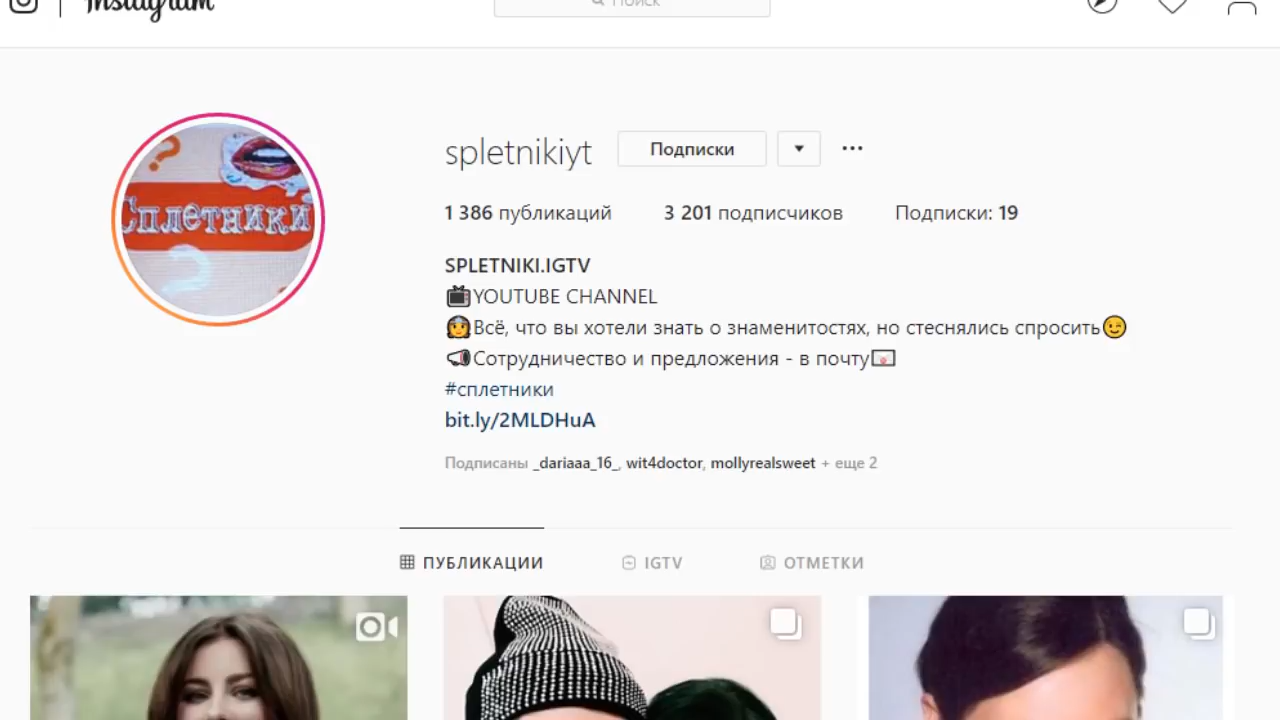 Instagram
Поиск
Сплетники
spletnikiyt
Подписки
1 386 публикаций 3 201 подписчиков Подписки: 19
SPLETNIKI.IGTV
YOUTUBE CHANNEL
Всё, что вы хотели знать о знаменитостях, но стеснялись спросить
Сотрудничество и предложения - в почту
#сплетники
bit.ly/2MLDHuA
Подписаны _dariaaa_16_, wit4doctor, mollyrealsweet + еще 2
ПУБЛИКАЦИИ IGTV ОТМЕТКИ